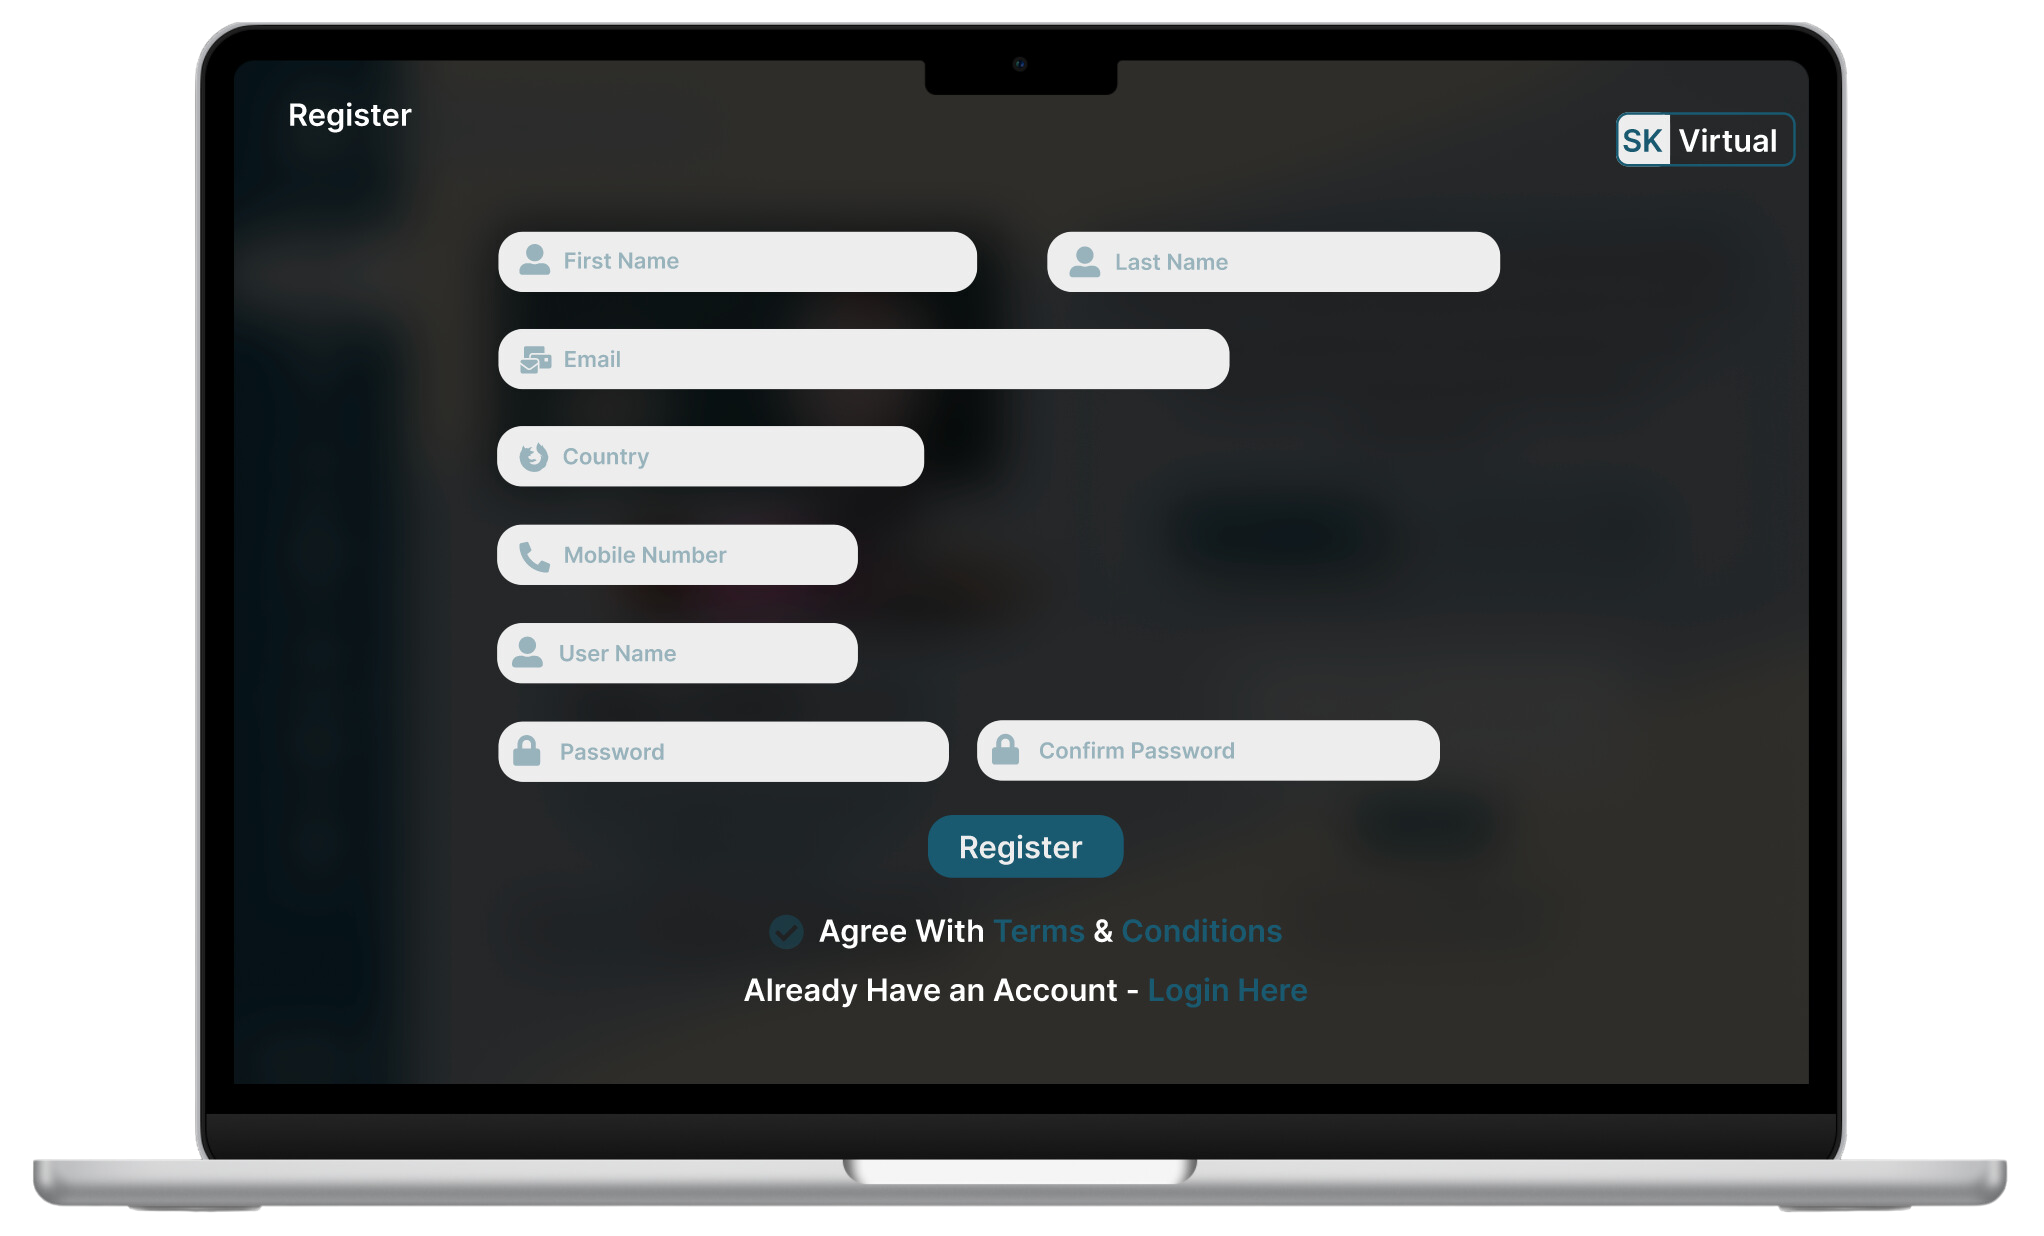 Register
SK Virtual
First Name
Last Name
Email
Country
Mobile Number
User Name
Password
Confirm Password
Register
Agree With Terms & Conditions
Already Have an Account - Login Here